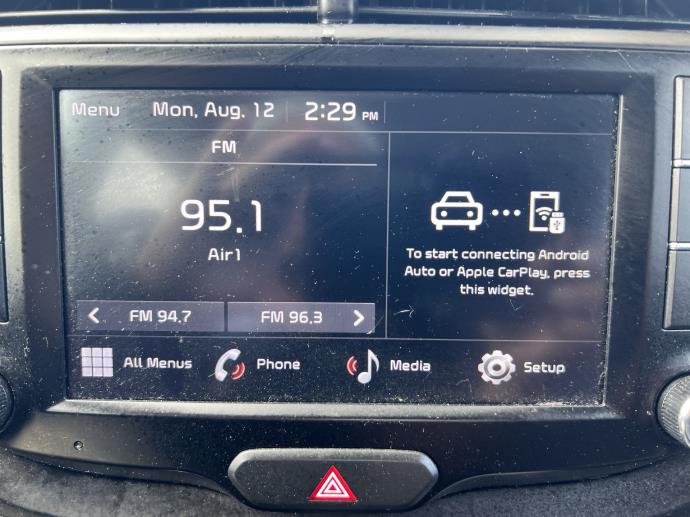 Menu Mon, Aug. 12 2:29 PM
FM
95.1
Air1
FM 94.7 FM 96.3
To start connecting Android
Auto or Apple CarPlay, press
this widget.
All Menus Phone Media Setup